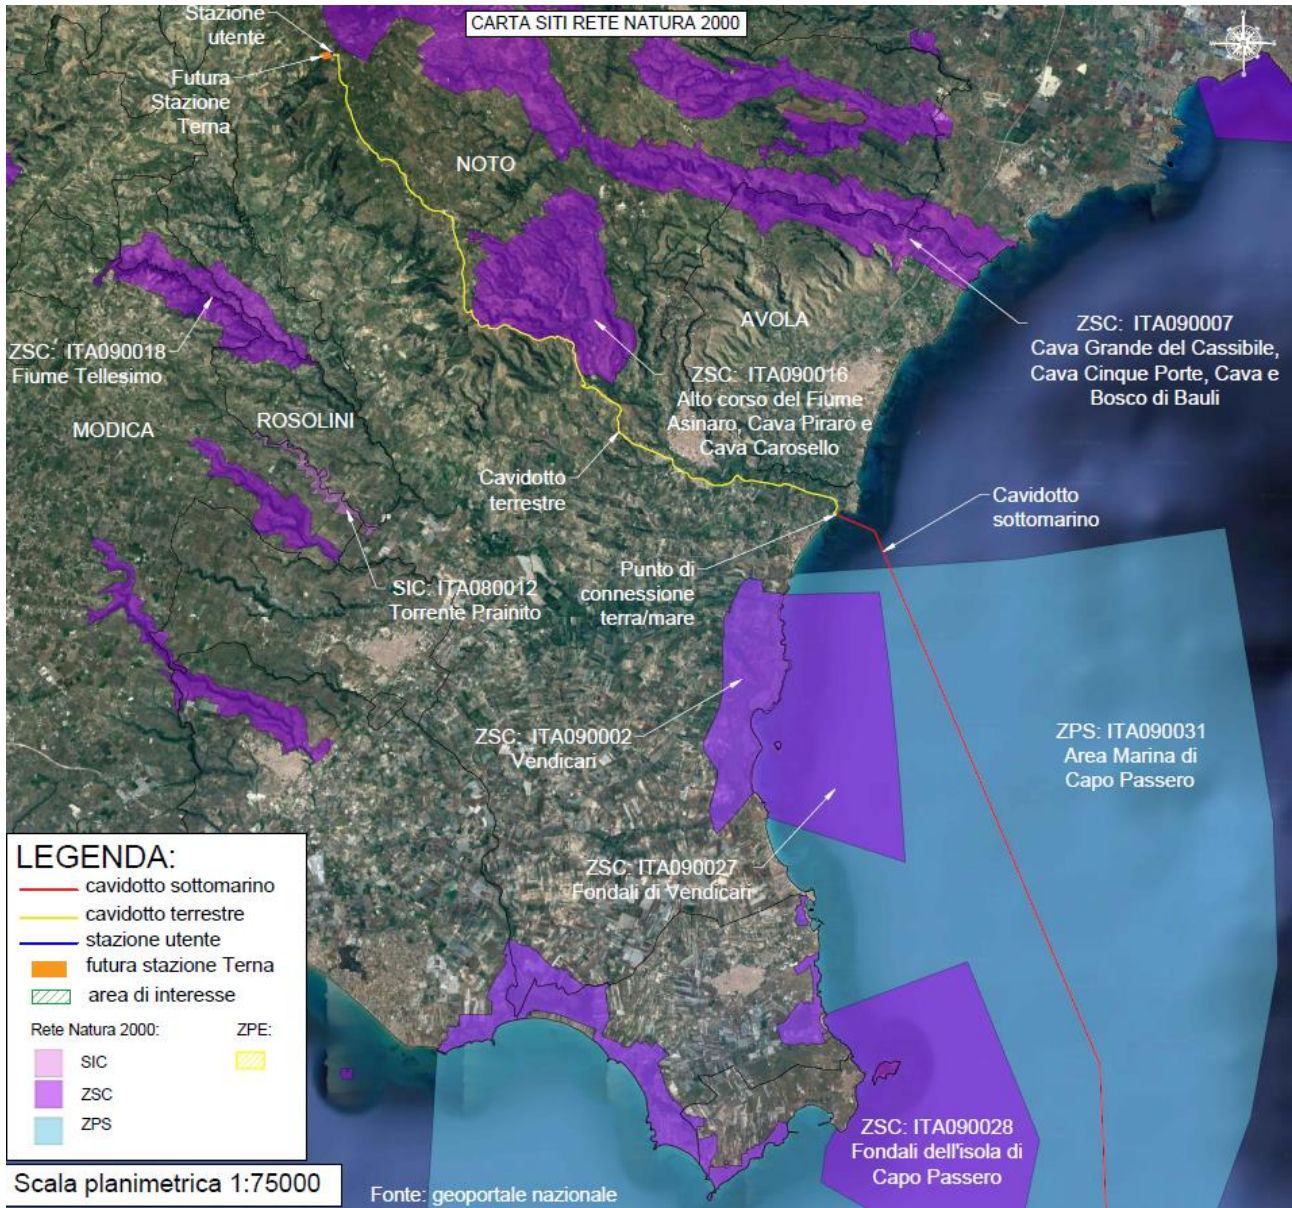 CARTA SITI RETE NATURA 2000
Stazione
utente
Futura
Stazione
Terna
NOTO
AVOLA
ZSC: ITA090007
Cava Grande del Cassibile,
Cava Cinque Porte, Cava e
Bosco di Bauli
ZSC: ITA090018
Fiume Tellesimo
ZSC: ITA090016
Alto corso del Fiume
Asinaro, Cava Piraro e
Cava Carosello
MODICA
ROSOLINI
Cavidotto
terrestre
Cavidotto
sottomarino
Punto di
connessione
terra/mare
SIC: ITA080012
Torrente Prainito
ZSC: ITA090002
Vendicari
ZPS: ITA090031
Area Marina di
Capo Passero
ZSC: ITA090027
Fondali di Vendicari
ZSC: ITA090028
Fondali dell'isola di
Capo Passero
LEGENDA:
cavidotto sottomarino
cavidotto terrestre
stazione utente
futura stazione Terna
area di interesse
Rete Natura 2000:
ZPE:
SIC
ZSC
ZPS
Scala planimetrica 1:75000
Fonte: geoportale nazionale